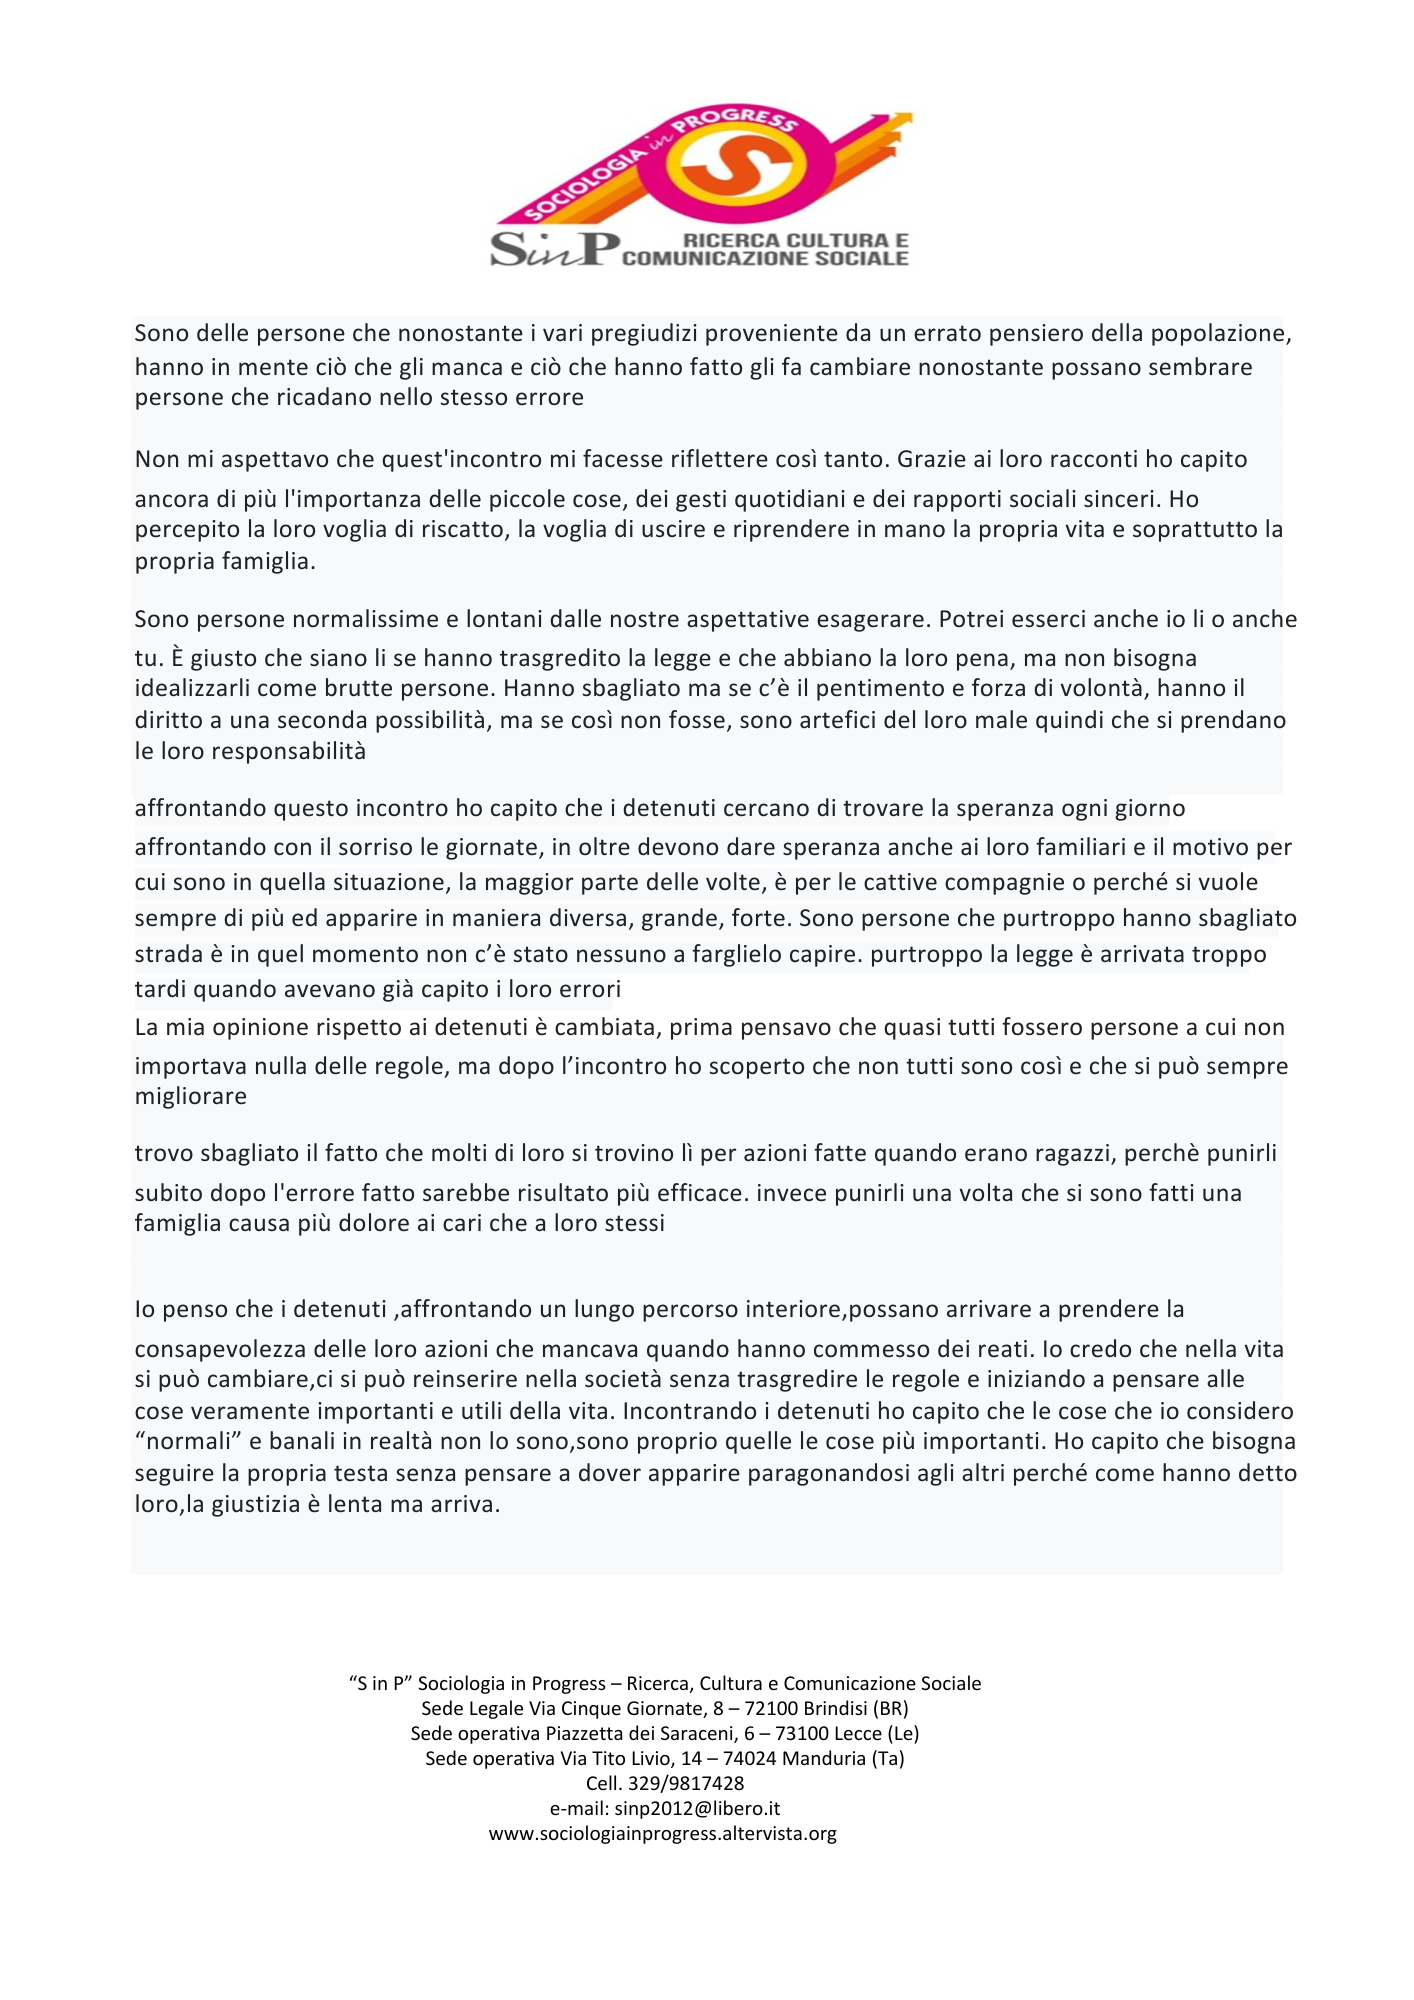 SOCIOLOGIA in PROGRESS
S
SinP RICERCA CULTURA E
COMUNICAZIONE SOCIALE
Sono delle persone che nonostante i vari pregiudizi proveniente da un errato pensiero della popolazione,
hanno in mente ciò che gli manca e ciò che hanno fatto gli fa cambiare nonostante possano sembrare
persone che ricadano nello stesso errore
Non mi aspettavo che quest'incontro mi facesse riflettere così tanto. Grazie ai loro racconti ho capito
ancora di più l'importanza delle piccole cose, dei gesti quotidiani e dei rapporti sociali sinceri. Ho
percepito la loro voglia di riscatto, la voglia di uscire e riprendere in mano la propria vita e soprattutto la
propria famiglia.
Sono persone normalissime e lontani dalle nostre aspettative esagerare. Potrei esserci anche io li o anche
tu. È giusto che siano li se hanno trasgredito la legge e che abbiano la loro pena, ma non bisogna
idealizzarli come brutte persone. Hanno sbagliato ma se c’è il pentimento e forza di volontà, hanno il
diritto a una seconda possibilità, ma se così non fosse, sono artefici del loro male quindi che si prendano
le loro responsabilità
affrontando questo incontro ho capito che i detenuti cercano di trovare la speranza ogni giorno
affrontando con il sorriso le giornate, in oltre devono dare speranza anche ai loro familiari e il motivo per
cui sono in quella situazione, la maggior parte delle volte, è per le cattive compagnie o perché si vuole
sempre di più ed apparire in maniera diversa, grande, forte. Sono persone che purtroppo hanno sbagliato
strada è in quel momento non c’è stato nessuno a farglielo capire. purtroppo la legge è arrivata troppo
tardi quando avevano già capito i loro errori
La mia opinione rispetto ai detenuti è cambiata, prima pensavo che quasi tutti fossero persone a cui non
importava nulla delle regole, ma dopo l’incontro ho scoperto che non tutti sono così e che si può sempre
migliorare
trovo sbagliato il fatto che molti di loro si trovino lì per azioni fatte quando erano ragazzi, perchè punirli
subito dopo l'errore fatto sarebbe risultato più efficace. invece punirli una volta che si sono fatti una
famiglia causa più dolore ai cari che a loro stessi
Io penso che i detenuti ,affrontando un lungo percorso interiore,possano arrivare a prendere la
consapevolezza delle loro azioni che mancava quando hanno commesso dei reati. Io credo che nella vita
si può cambiare,ci si può reinserire nella società senza trasgredire le regole e iniziando a pensare alle
cose veramente importanti e utili della vita. Incontrando i detenuti ho capito che le cose che io considero
“normali” e banali in realtà non lo sono,sono proprio quelle le cose più importanti. Ho capito che bisogna
seguire la propria testa senza pensare a dover apparire paragonandosi agli altri perché come hanno detto
loro,la giustizia è lenta ma arriva.
“S in P” Sociologia in Progress – Ricerca, Cultura e Comunicazione Sociale
Sede Legale Via Cinque Giornate, 8 – 72100 Brindisi (BR)
Sede operativa Piazzetta dei Saraceni, 6 – 73100 Lecce (Le)
Sede operativa Via Tito Livio, 14 – 74024 Manduria (Ta)
Cell. 329/9817428
e-mail: sinp2012@libero.it
www.sociologiainprogress.altervista.org